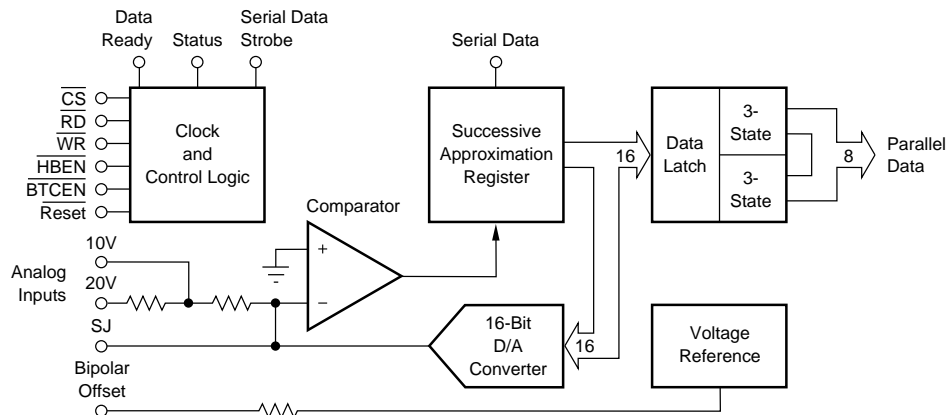 Data
Ready
Status
Serial Data
Strobe
Serial Data
CS
RD
WR
HBEN
BTCEN
Reset
Clock
and
Control Logic
Successive
Approximation
Register
16
Data
Latch
3-
State
3-
State
8
Parallel
Data
Comparator
+
–
10V
Analog
Inputs
20V
SJ
Bipolar
Offset
16-Bit
D/A
Converter
16
Voltage
Reference